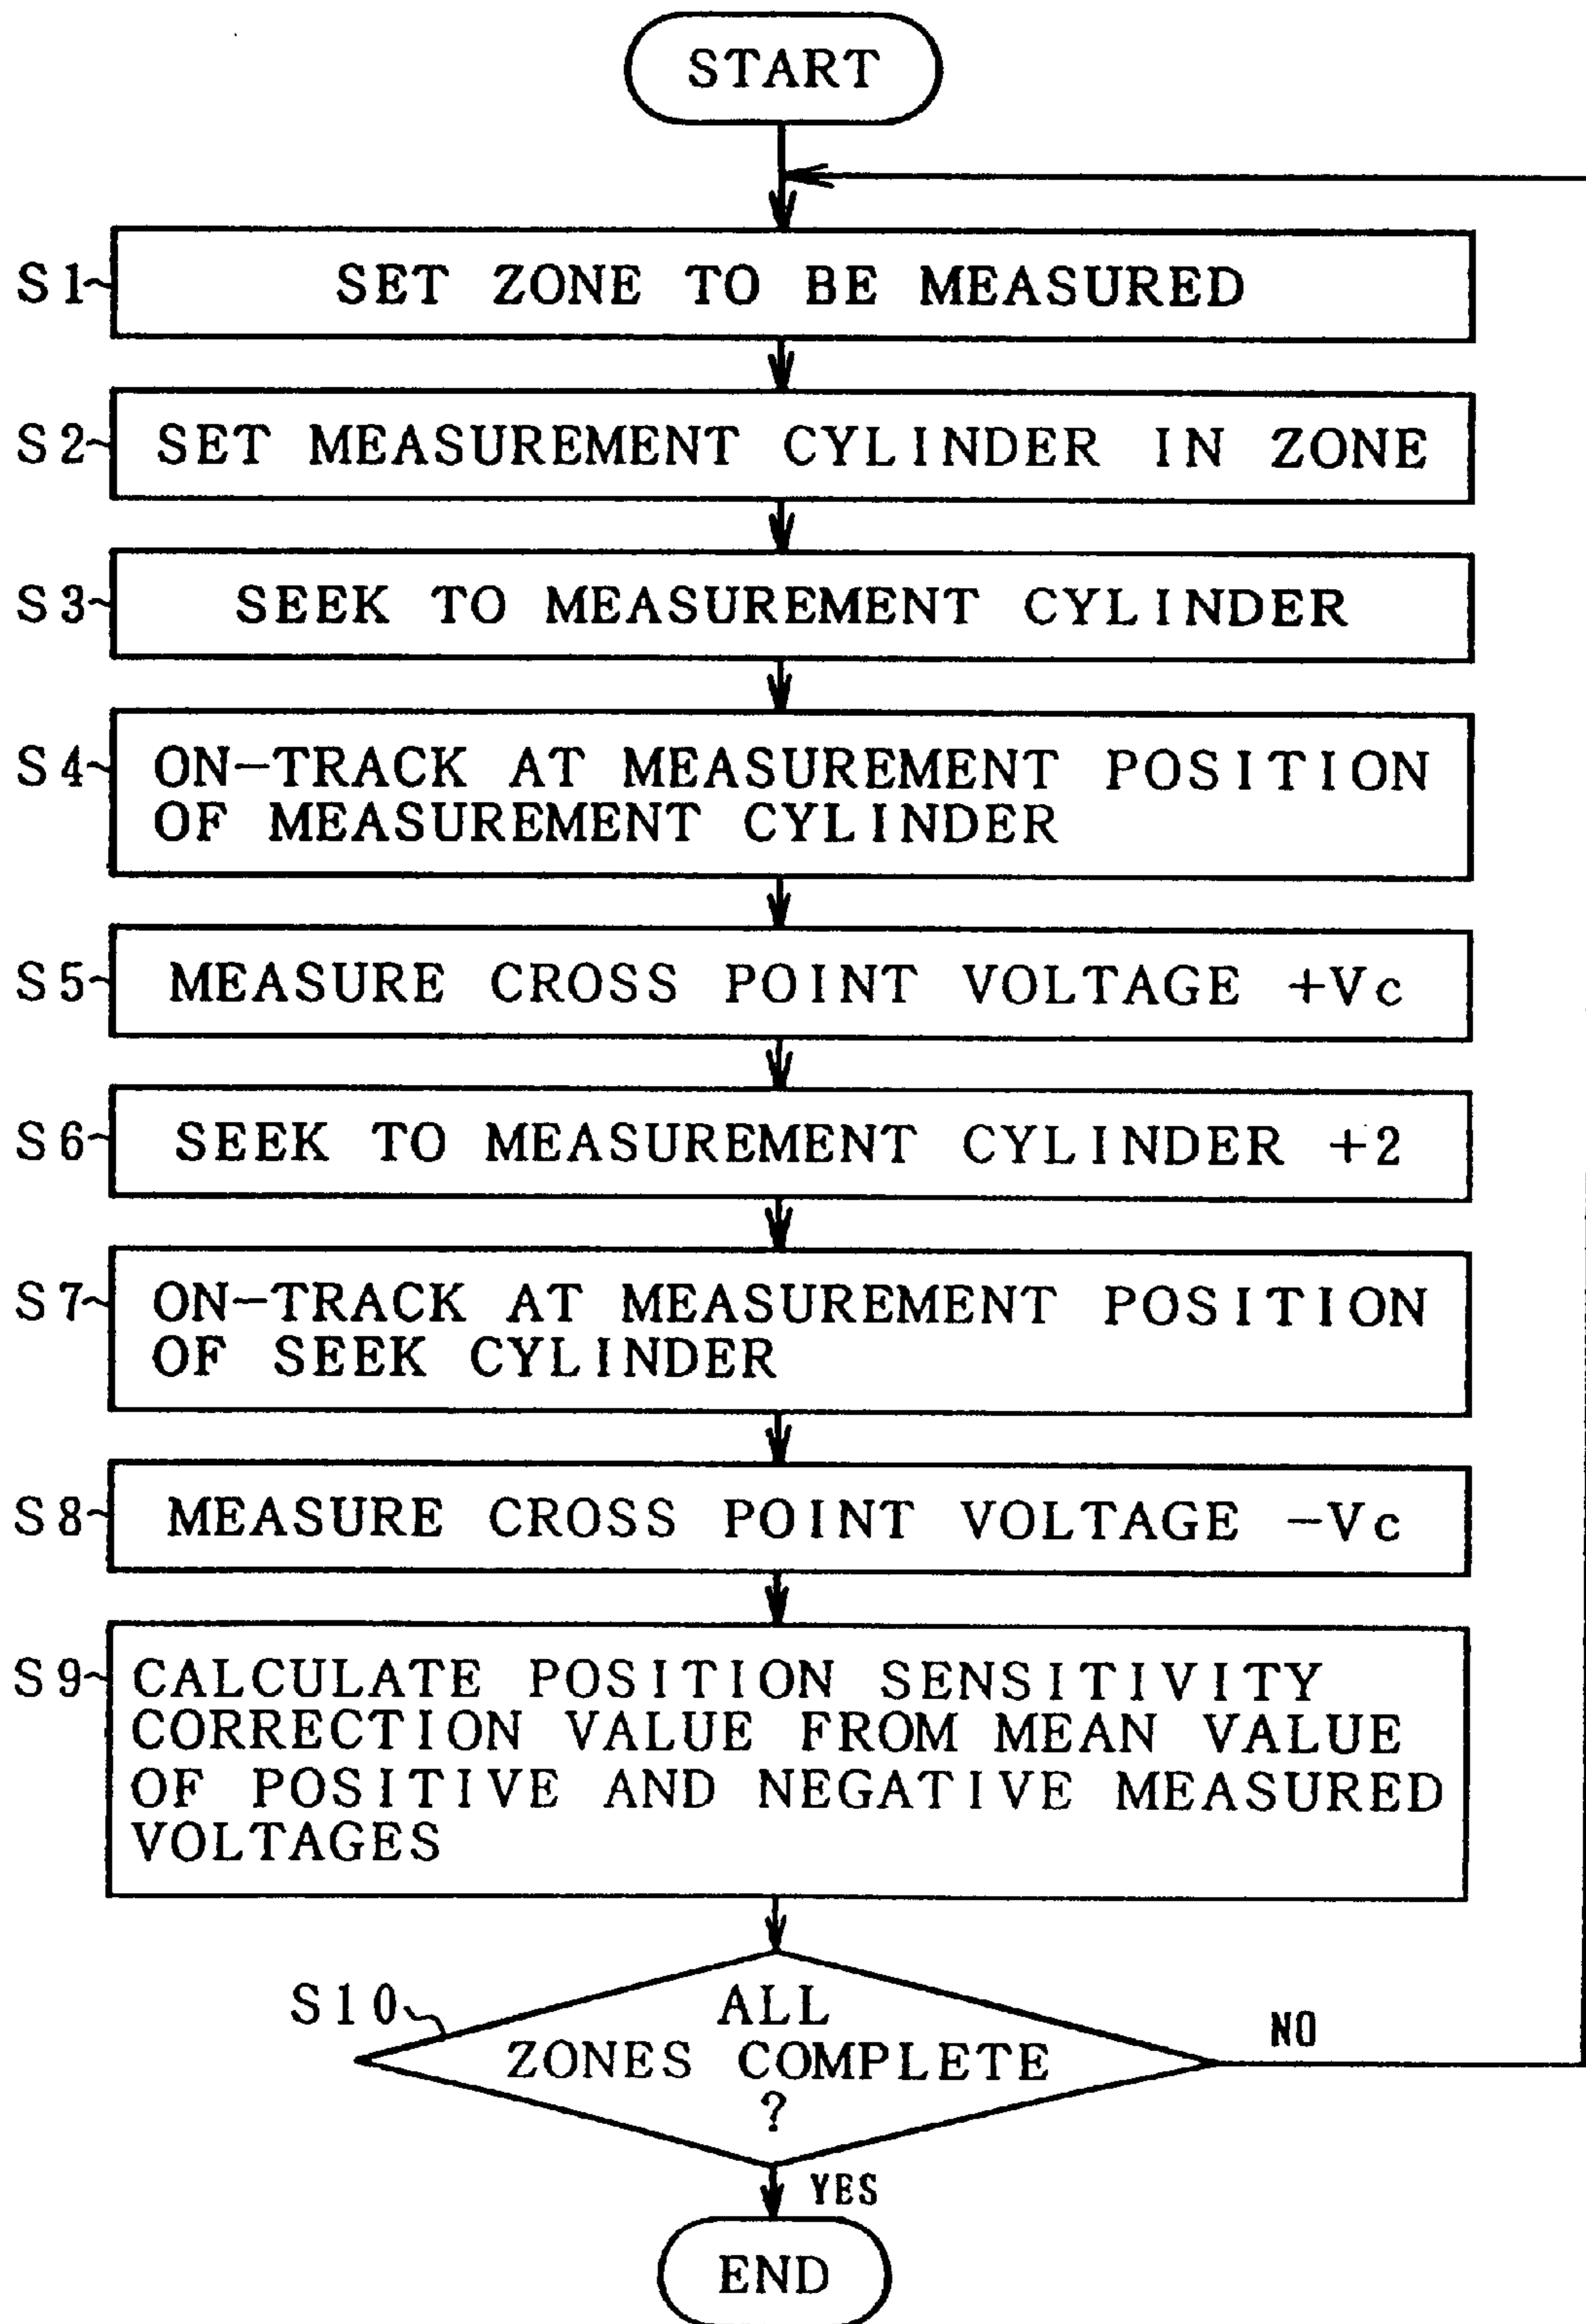 START
S1 SET ZONE TO BE MEASURED
S2 SET MEASUREMENT CYLINDER IN ZONE
S3 SEEK TO MEASUREMENT CYLINDER
S4 ON-TRACK AT MEASUREMENT POSITION
OF MEASUREMENT CYLINDER
S5 MEASURE CROSS POINT VOLTAGE +Vc
S6 SEEK TO MEASUREMENT CYLINDER +2
S7 ON-TRACK AT MEASUREMENT POSITION
OF SEEK CYLINDER
S8 MEASURE CROSS POINT VOLTAGE -Vc
S9 CALCULATE POSITION SENSITIVITY
CORRECTION VALUE FROM MEAN VALUE
OF POSITIVE AND NEGATIVE MEASURED
VOLTAGES
S10 ALL
ZONES COMPLETE
?
NO
YES
END